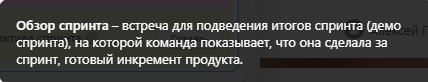 Обзор спринта – встреча для подведения итогов спринта (демо
спринта), на которой команда показывает, что она сделала за
спринт, готовый инкремент продукта.